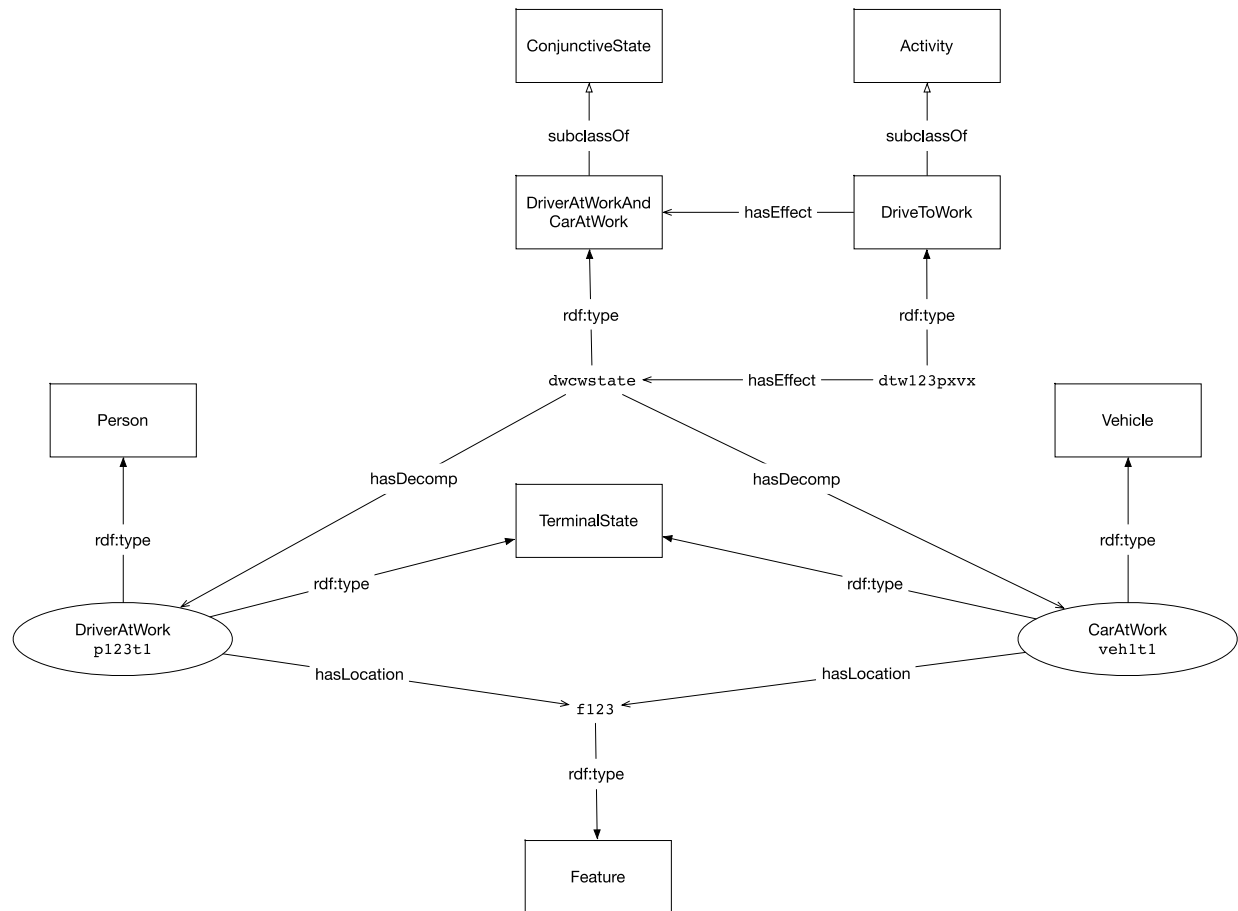 ConjunctiveState
Activity
subclassOf
subclassOf
DriverAtWorkAnd
CarAtWork
hasEffect
DriveToWork
rdf:type
rdf:type
dwcwstate
hasEffect
dtw123pxvx
Person
Vehicle
hasDecomp
hasDecomp
TerminalState
rdf:type
rdf:type
rdf:type
rdf:type
DriverAtWork
p123t1
CarAtWork
veh1t1
hasLocation
hasLocation
f123
rdf:type
Feature